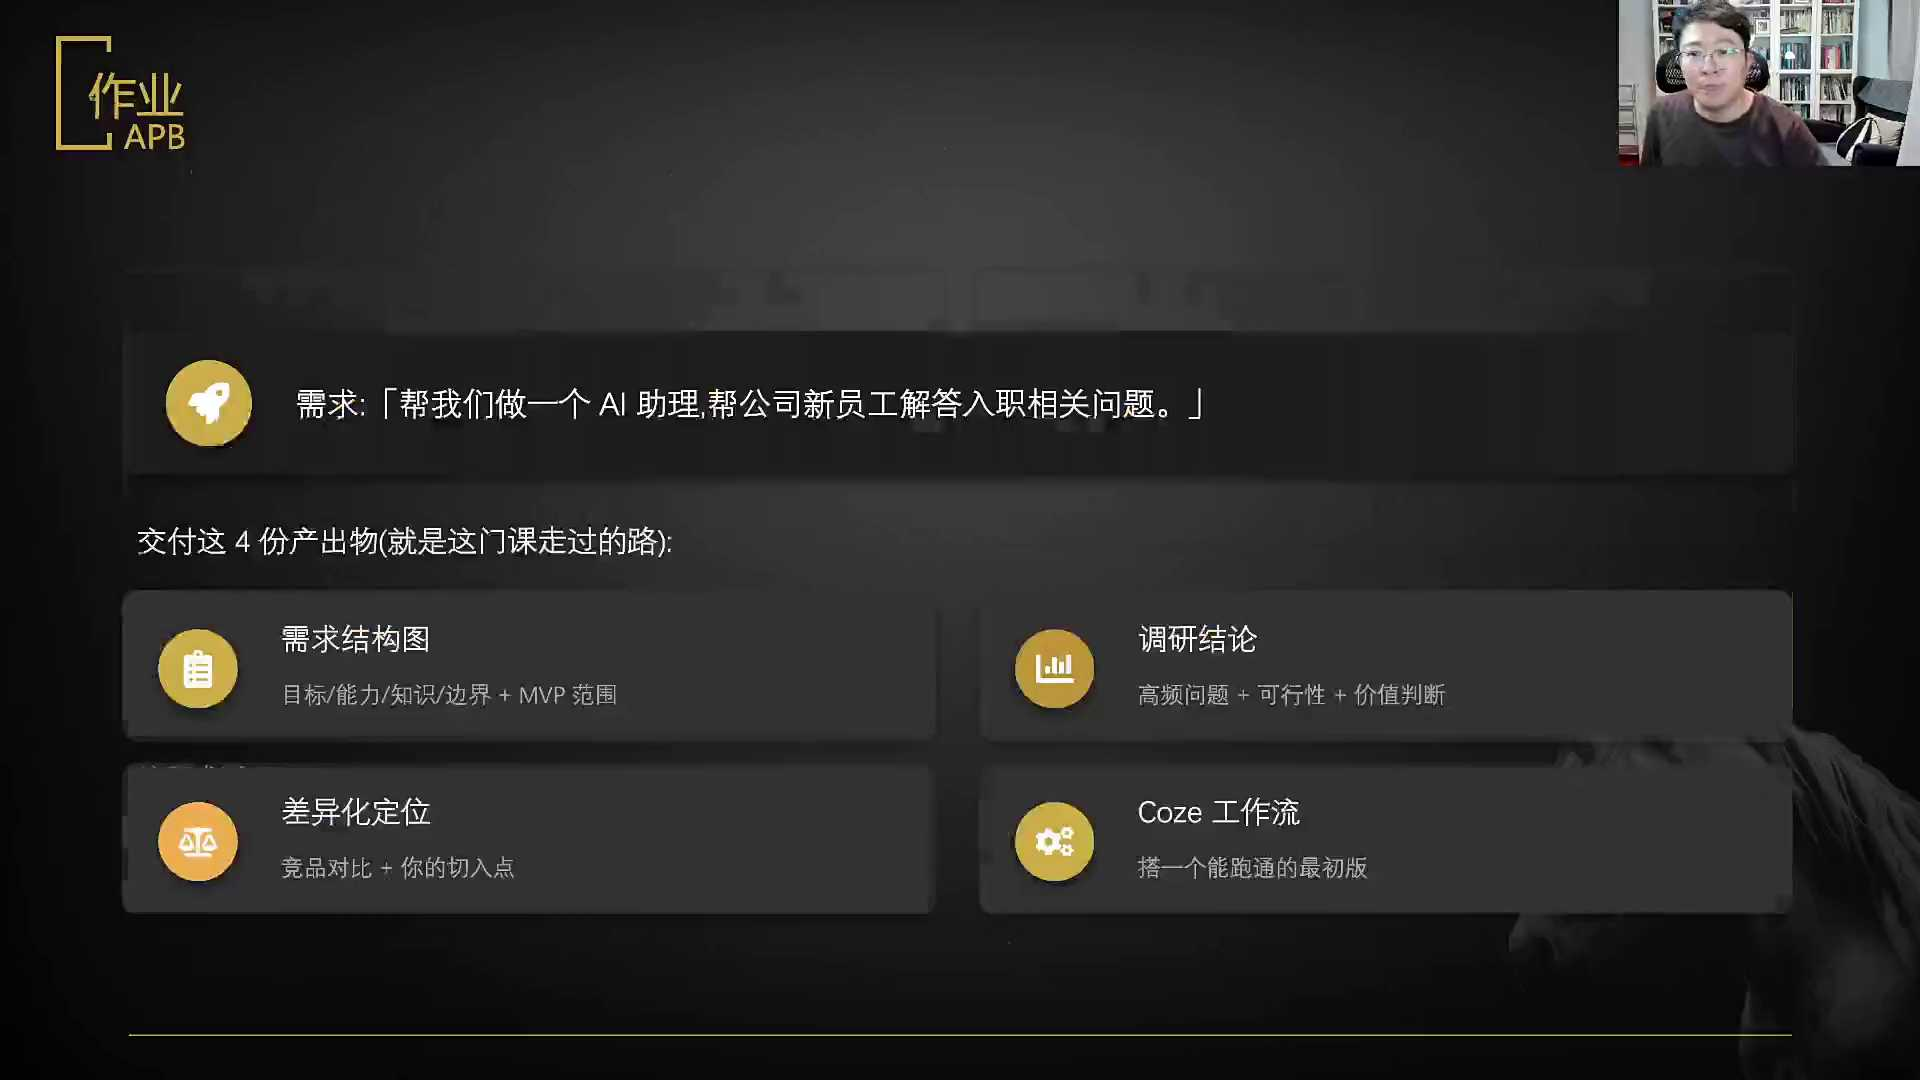 作业
APB
需求:「帮我们做一个 AI 助理,帮公司新员工解答入职相关问题。」
交付这 4 份产出物(就是这门课走过的路):
需求结构图
目标/能力/知识/边界 + MVP 范围
调研结论
高频问题 + 可行性 + 价值判断
差异化定位
竞品对比 + 你的切入点
Coze 工作流
搭一个能跑通的最初版